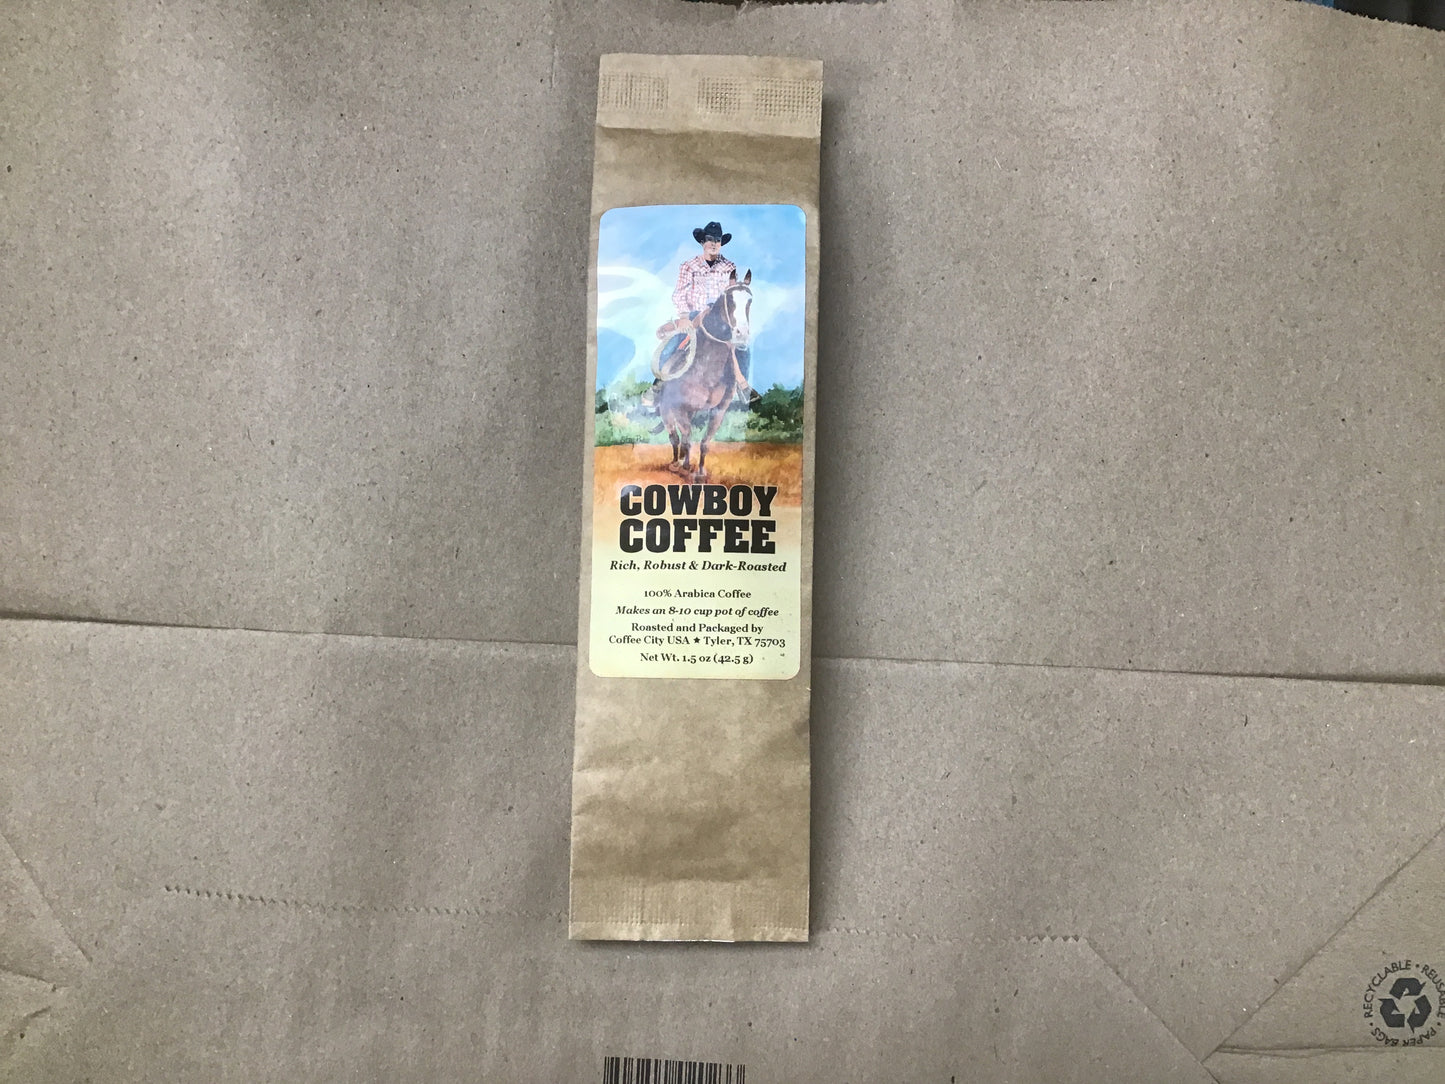 COWBOY
COFFEE
Rich, Robust & Dark-Roasted
100% Arabica Coffee
Makes an 8-10 cup pot of coffee
Roasted and Packaged by
Coffee City USA ★ Tyler, TX 75703
Net Wt. 1.5 oz (42.5 g)
RECYCLABLE • REUSABLE • PAPER BAGS •